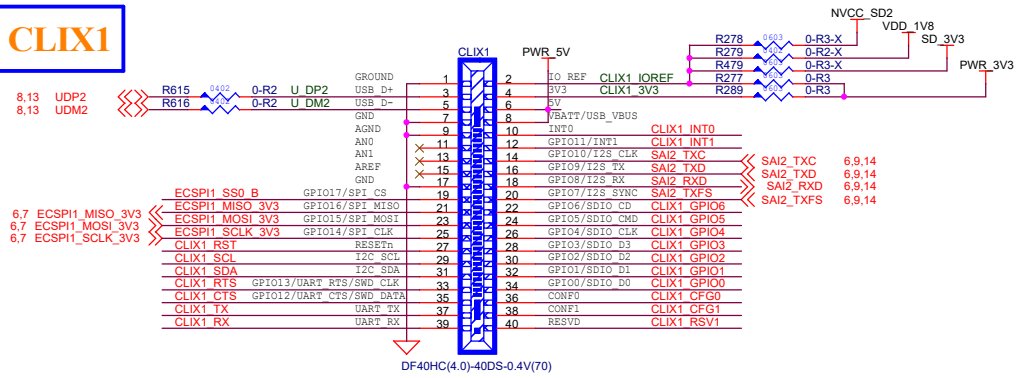 CLIX1
NVCC_SD2
VDD_1V8
SD_3V3
PWR_3V3
CLIX1
PWR_5V
R278 0603 0-R3-X
R279 0402 0-R2-X
R479 0603 0-R3-X
R277 0603 0-R3
R289 0603 0-R3
GROUND 1 2 IO_REF CLIX1_IOREF
8,13 UDP2 R615 0402 0-R2 U_DP2 USB_D+ 3 4 3V3 CLIX1_3V3
8,13 UDM2 R616 0402 0-R2 U_DM2 USB_D- 5 6 5V
GND 7 8 VBATT/USB_VBUS
AGND 9 10 INT0 CLIX1_INT0
AN0 11 12 GPIO11/INT1 CLIX1_INT1
AN1 13 14 GPIO10/I2S_CLK SAI2_TXC SAI2_TXC 6,9,14
AREF 15 16 GPIO9/I2S_TX SAI2_TXD SAI2_TXD 6,9,14
GND 17 18 GPIO8/I2S_RX SAI2_RXD SAI2_RXD 6,9,14
ECSPI1_SS0_B GPIO17/SPI_CS 19 20 GPIO7/I2S_SYNC SAI2_TXFS SAI2_TXFS 6,9,14
6,7 ECSPI1_MISO_3V3 ECSPI1_MISO_3V3 GPIO16/SPI_MISO 21 22 GPIO6/SDIO_CD CLIX1_GPIO6
6,7 ECSPI1_MOSI_3V3 ECSPI1_MOSI_3V3 GPIO15/SPI_MOSI 23 24 GPIO5/SDIO_CMD CLIX1_GPIO5
6,7 ECSPI1_SCLK_3V3 ECSPI1_SCLK_3V3 GPIO14/SPI_CLK 25 26 GPIO4/SDIO_CLK CLIX1_GPIO4
CLIX1_RST RESETn 27 28 GPIO3/SDIO_D3 CLIX1_GPIO3
CLIX1_SCL I2C_SCL 29 30 GPIO2/SDIO_D2 CLIX1_GPIO2
CLIX1_SDA I2C_SDA 31 32 GPIO1/SDIO_D1 CLIX1_GPIO1
CLIX1_RTS GPIO13/UART_RTS/SWD_CLK 33 34 GPIO0/SDIO_D0 CLIX1_GPIO0
CLIX1_CTS GPIO12/UART_CTS/SWD_DATA 35 36 CONF0 CLIX1_CFG0
CLIX1_TX UART_TX 37 38 CONF1 CLIX1_CFG1
CLIX1_RX UART_RX 39 40 RESVD CLIX1_RSV1
DF40HC(4.0)-40DS-0.4V(70)